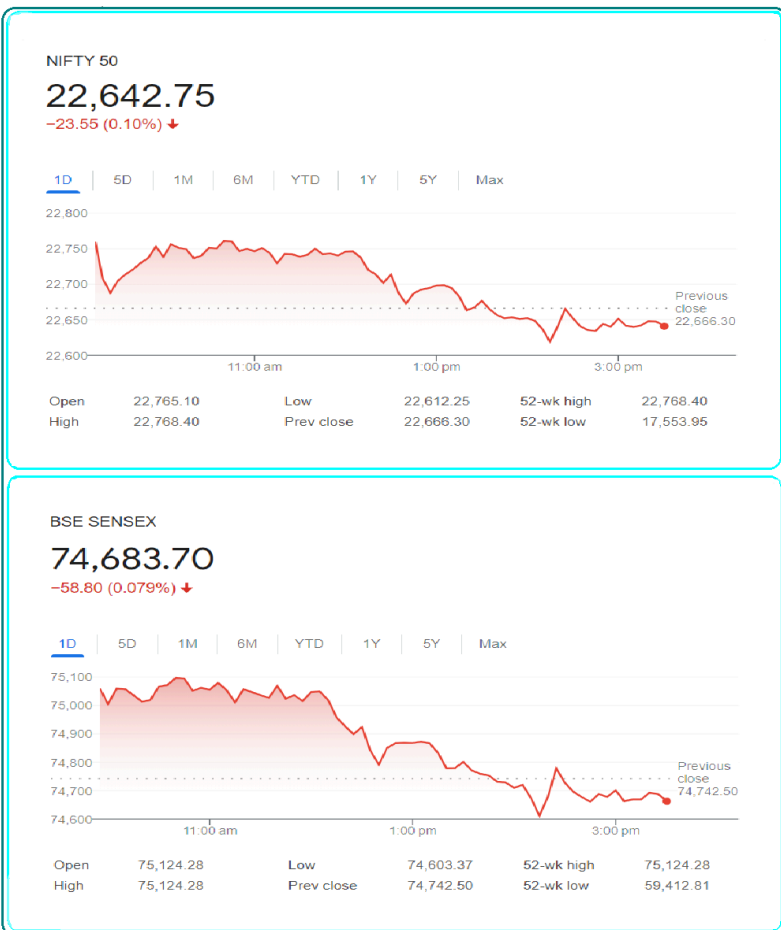 NIFTY 50
22,642.75
−23.55 (0.10%) ↓
1D 5D 1M 6M YTD 1Y 5Y Max
22,800
22,750
22,700
22,650
22,600
Previous
close
22,666.30
11:00 am 1:00 pm 3:00 pm
Open 22,765.10 Low 22,612.25 52-wk high 22,768.40
High 22,768.40 Prev close 22,666.30 52-wk low 17,553.95
BSE SENSEX
74,683.70
−58.80 (0.079%) ↓
1D 5D 1M 6M YTD 1Y 5Y Max
75,100
75,000
74,900
74,800
74,700
74,600
Previous
close
74,742.50
11:00 am 1:00 pm 3:00 pm
Open 75,124.28 Low 74,603.37 52-wk high 75,124.28
High 75,124.28 Prev close 74,742.50 52-wk low 59,412.81